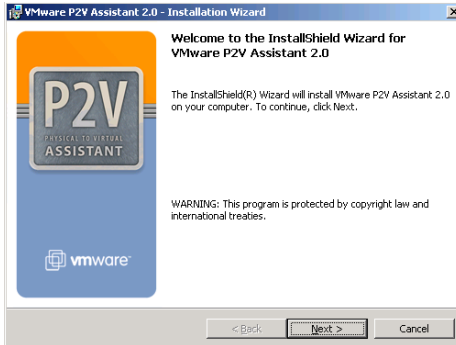 VMware P2V Assistant 2.0 - Installation Wizard
Welcome to the InstallShield Wizard for
VMware P2V Assistant 2.0
The InstallShield(R) Wizard will install VMware P2V Assistant 2.0
on your computer. To continue, click Next.
P2V
PHYSICAL TO VIRTUAL
ASSISTANT
WARNING: This program is protected by copyright law and
international treaties.
vmware
< Back
Next >
Cancel